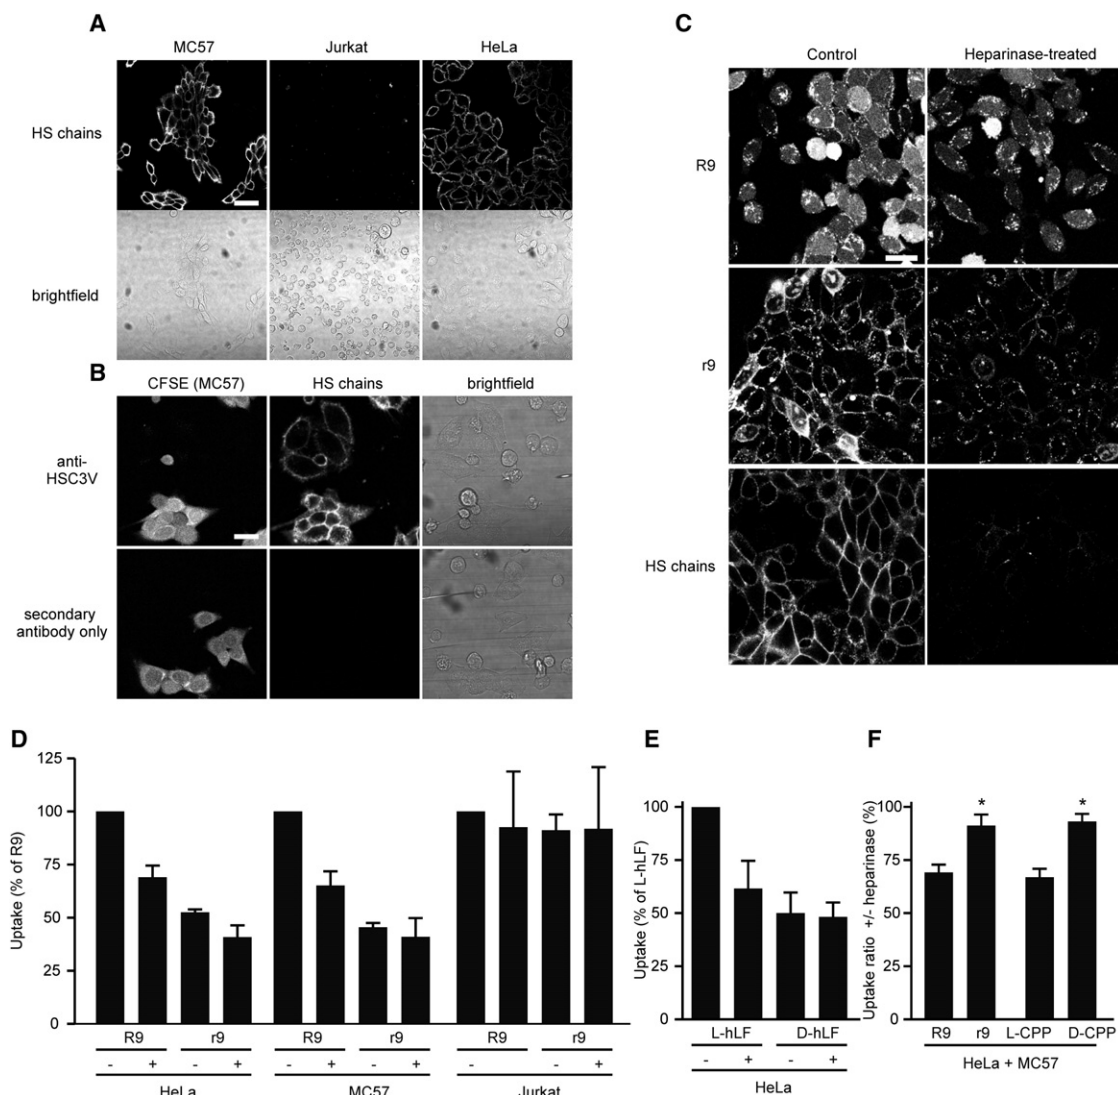 A
MC57 Jurkat HeLa
HS chains
brightfield
B
CFSE (MC57) HS chains brightfield
anti-
HSC3V
secondary
antibody only
C
Control Heparinase-treated
R9
r9
HS chains
D
Uptake (% of R9)
125
100
75
50
25
0
R9 r9 R9 r9 R9 r9
- + - + - + - + - + - +
HeLa MC57 Jurkat
E
Uptake (% of L-hLF)
100
75
50
25
0
L-hLF D-hLF
- + - +
HeLa
F
Uptake ratio +/- heparinase (%)
100
75
50
25
0
* *
R9 r9 L-CPP D-CPP
HeLa + MC57